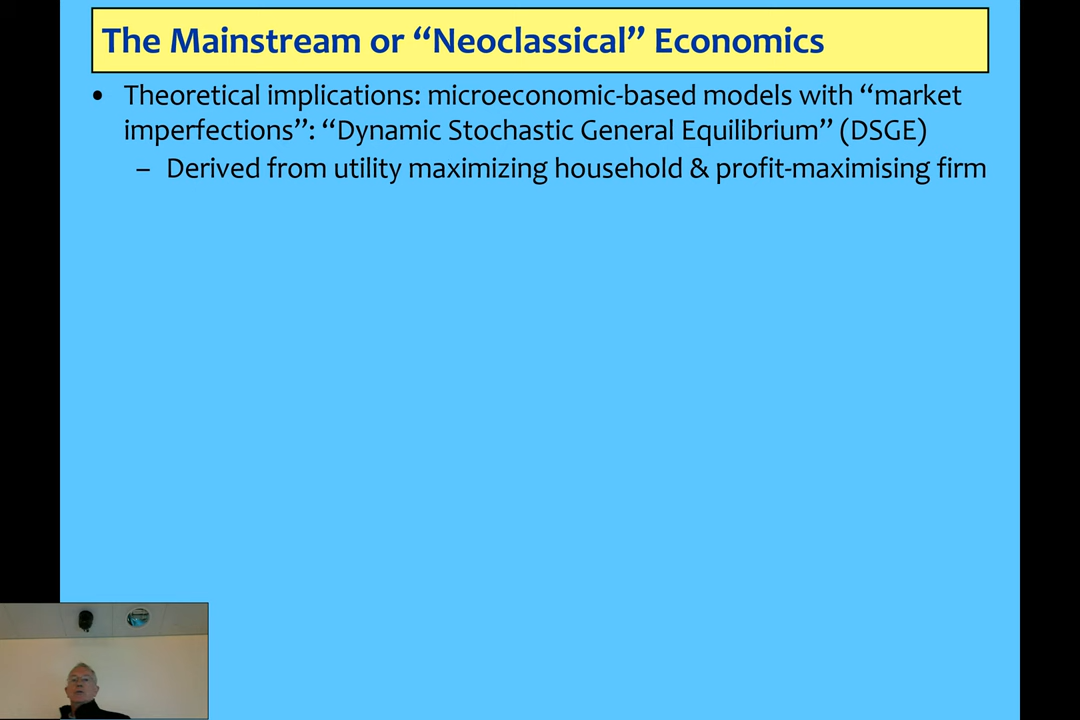 The Mainstream or “Neoclassical” Economics
• Theoretical implications: microeconomic-based models with “market
imperfections”: “Dynamic Stochastic General Equilibrium” (DSGE)
– Derived from utility maximizing household & profit-maximising firm